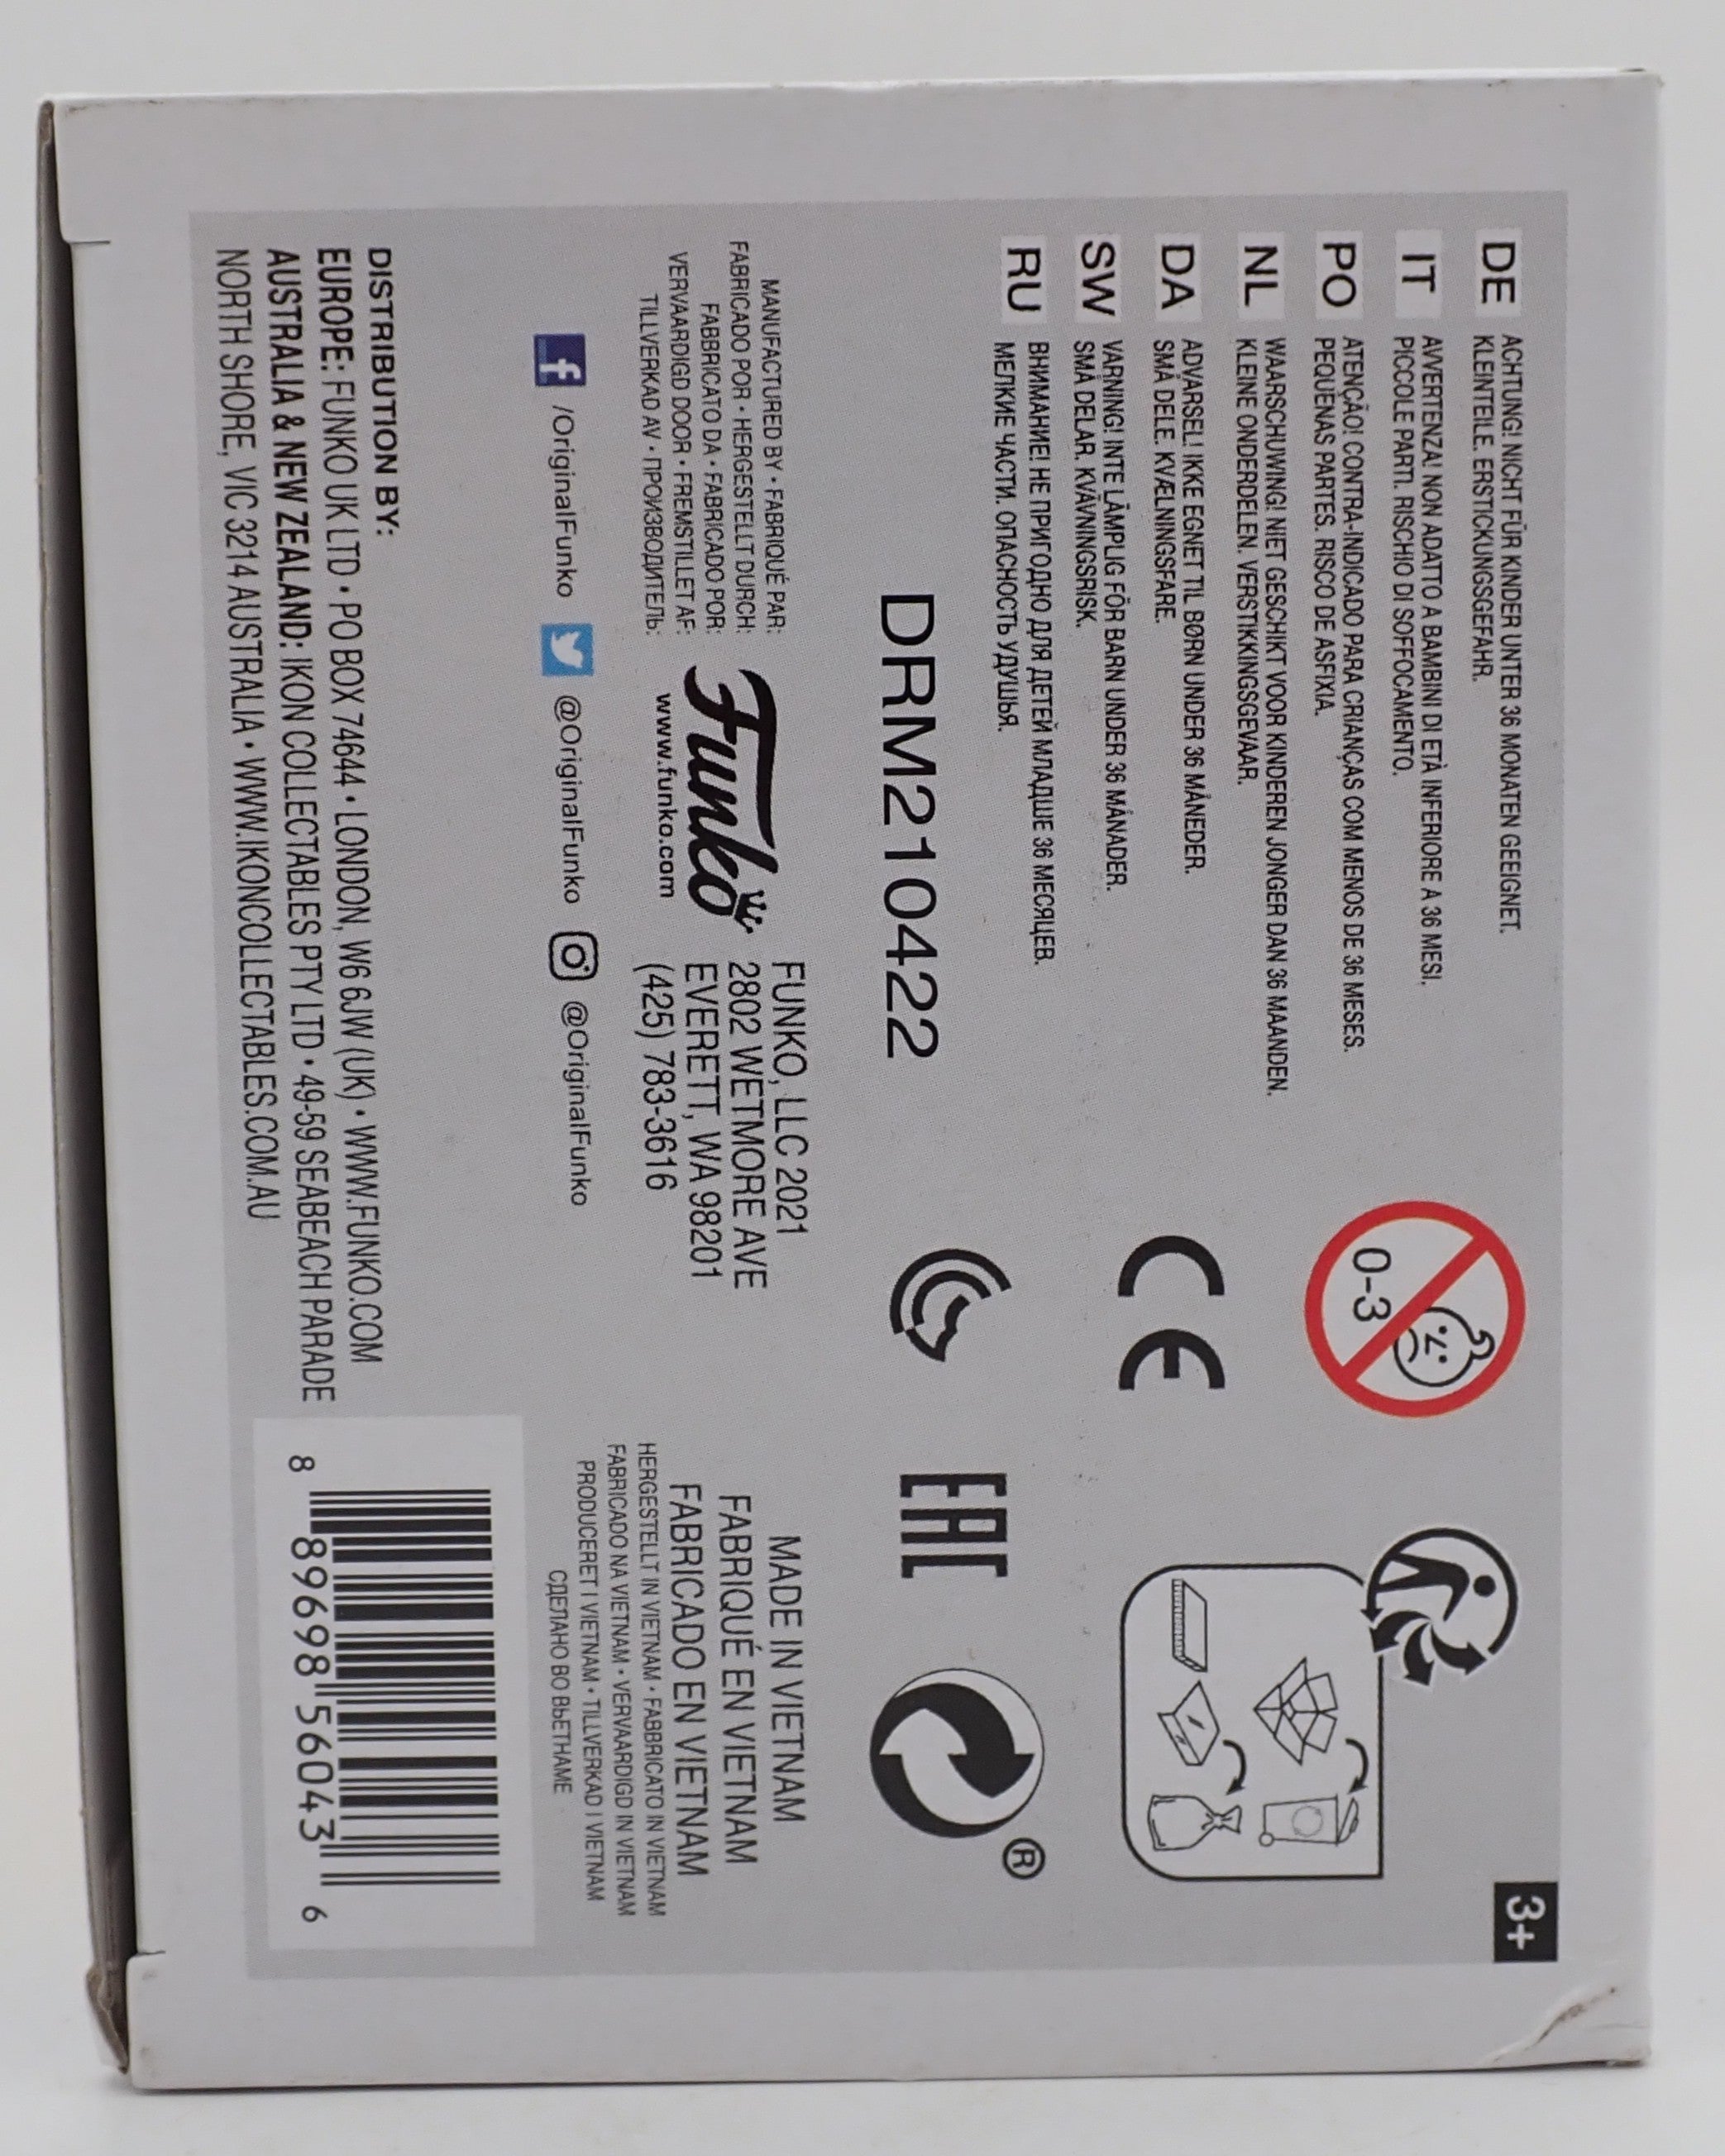 3+
DE
ACHTUNG! NICHT FÜR KINDER UNTER 36 MONATEN GEEIGNET.
KLEINTEILE. ERSTICKUNGSGEFAHR.
IT
AVVERTENZA! NON ADATTO A BAMBINI DI ETÀ INFERIORE A 36 MESI.
PICCOLE PARTI. RISCHIO DI SOFFOCAMENTO.
PO
ATENÇÃO! CONTRA-INDICADO PARA CRIANÇAS COM MENOS DE 36 MESES.
PEQUENAS PARTES. RISCO DE ASFIXIA.
NL
WAARSCHUWING! NIET GESCHIKT VOOR KINDEREN JONGER DAN 36 MAANDEN.
KLEINE ONDERDELEN. VERSTIKKINGSGEVAAR.
DA
ADVARSEL! IKKE EGNET TIL BØRN UNDER 36 MÅNEDER.
SMÅ DELE. KVÆLNINGSFARE.
SW
VARNING! INTE LÄMPLIG FÖR BARN UNDER 36 MÅNADER.
SMÅ DELAR. KVÄVNINGSRISK.
RU
ВНИМАНИЕ! НЕ ПРИГОДНО ДЛЯ ДЕТЕЙ МЛАДШЕ 36 МЕСЯЦЕВ.
МЕЛКИЕ ЧАСТИ. ОПАСНОСТЬ УДУШЬЯ.
0-3
CE
EAC
®
DRM210422
MANUFACTURED BY • FABRIQUÉ PAR:
FABRICADO POR • HERGESTELLT DURCH:
FABBRICATO DA • FABRICADO POR:
VERVAARDIGD DOOR • FREMSTILLET AF:
TILLVERKAD AV • ПРОИЗВОДИТЕЛЬ:
Funko
www.funko.com
FUNKO, LLC 2021
2802 WETMORE AVE
EVERETT, WA 98201
(425) 783-3616
MADE IN VIETNAM
FABRIQUÉ EN VIETNAM
FABRICADO EN VIETNAM
HERGESTELLT IN VIETNAM • FABBRICATO IN VIETNAM
FABRICADO NA VIETNAM • VERVAARDIGD IN VIETNAM
PRODUCERET I VIETNAM • TILLVERKAD I VIETNAM
СДЕЛАНО ВО ВЬЕТНАМЕ
f /OriginalFunko @OriginalFunko @OriginalFunko
DISTRIBUTION BY:
EUROPE: FUNKO UK LTD • PO BOX 74644 • LONDON, W6 6JW (UK) • WWW.FUNKO.COM
AUSTRALIA & NEW ZEALAND: IKON COLLECTABLES PTY LTD • 49-59 SEABEACH PARADE
NORTH SHORE, VIC 3214 AUSTRALIA • WWW.IKONCOLLECTABLES.COM.AU
8 89698 56043 6